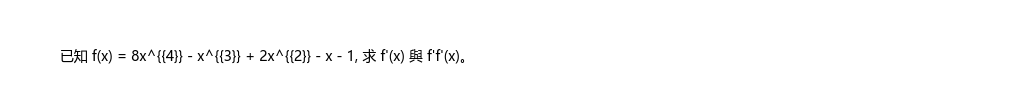 已知 f(x) = 8x^{{4}} - x^{{3}} + 2x^{{2}} - x - 1, 求 f'(x) 與 f'f'(x)。